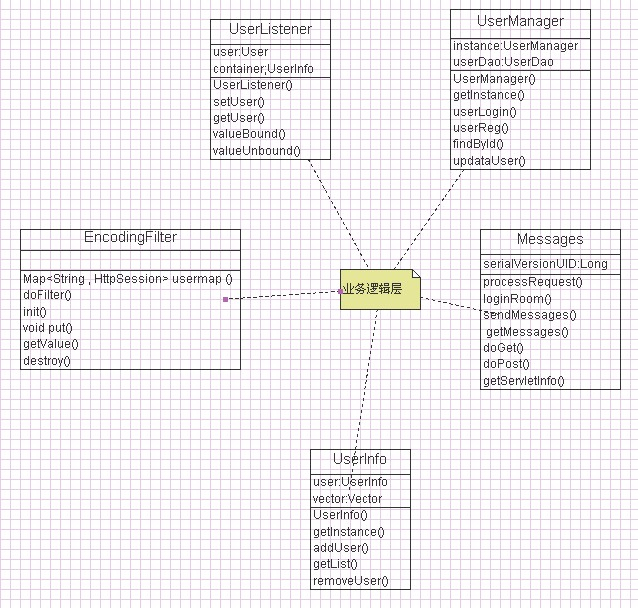 UserListener
user:User
container;UserInfo
UserListener()
setUser()
getUser()
valueBound()
valueUnbound()
UserManager
instance:UserManager
userDao:UserDao
UserManager()
getInstance()
userLogin()
userReg()
findById()
updataUser()
EncodingFilter
Map<String , HttpSession> usermap ()
doFilter()
init()
void put()
getValue()
destroy()
业务逻辑层
Messages
serialVersionUID:Long
processRequest()
loginRoom()
sendMessages()
getMessages()
doGet()
doPost()
getServletInfo()
UserInfo
user:UserInfo
vector:Vector
UserInfo()
getInstance()
addUser()
getList()
removeUser()